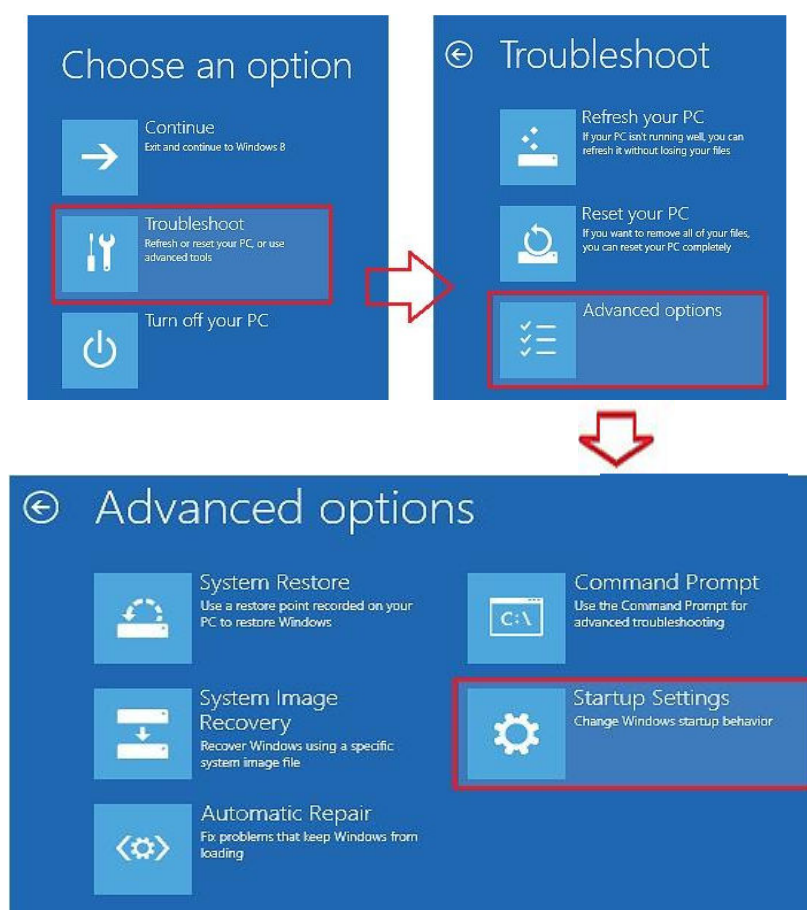 Choose an option
Continue
Exit and continue to Windows 8
Troubleshoot
Refresh or reset your PC, or use
advanced tools
Turn off your PC
Troubleshoot
Refresh your PC
If your PC isn't running well, you can
refresh it without losing your files
Reset your PC
If you want to remove all of your files,
you can reset your PC completely
Advanced options
Advanced options
System Restore
Use a restore point recorded on your
PC to restore Windows
System Image
Recovery
Recover Windows using a specific
system image file
Automatic Repair
Fix problems that keep Windows from
loading
Command Prompt
Use the Command Prompt for
advanced troubleshooting
C:\
Startup Settings
Change Windows startup behavior